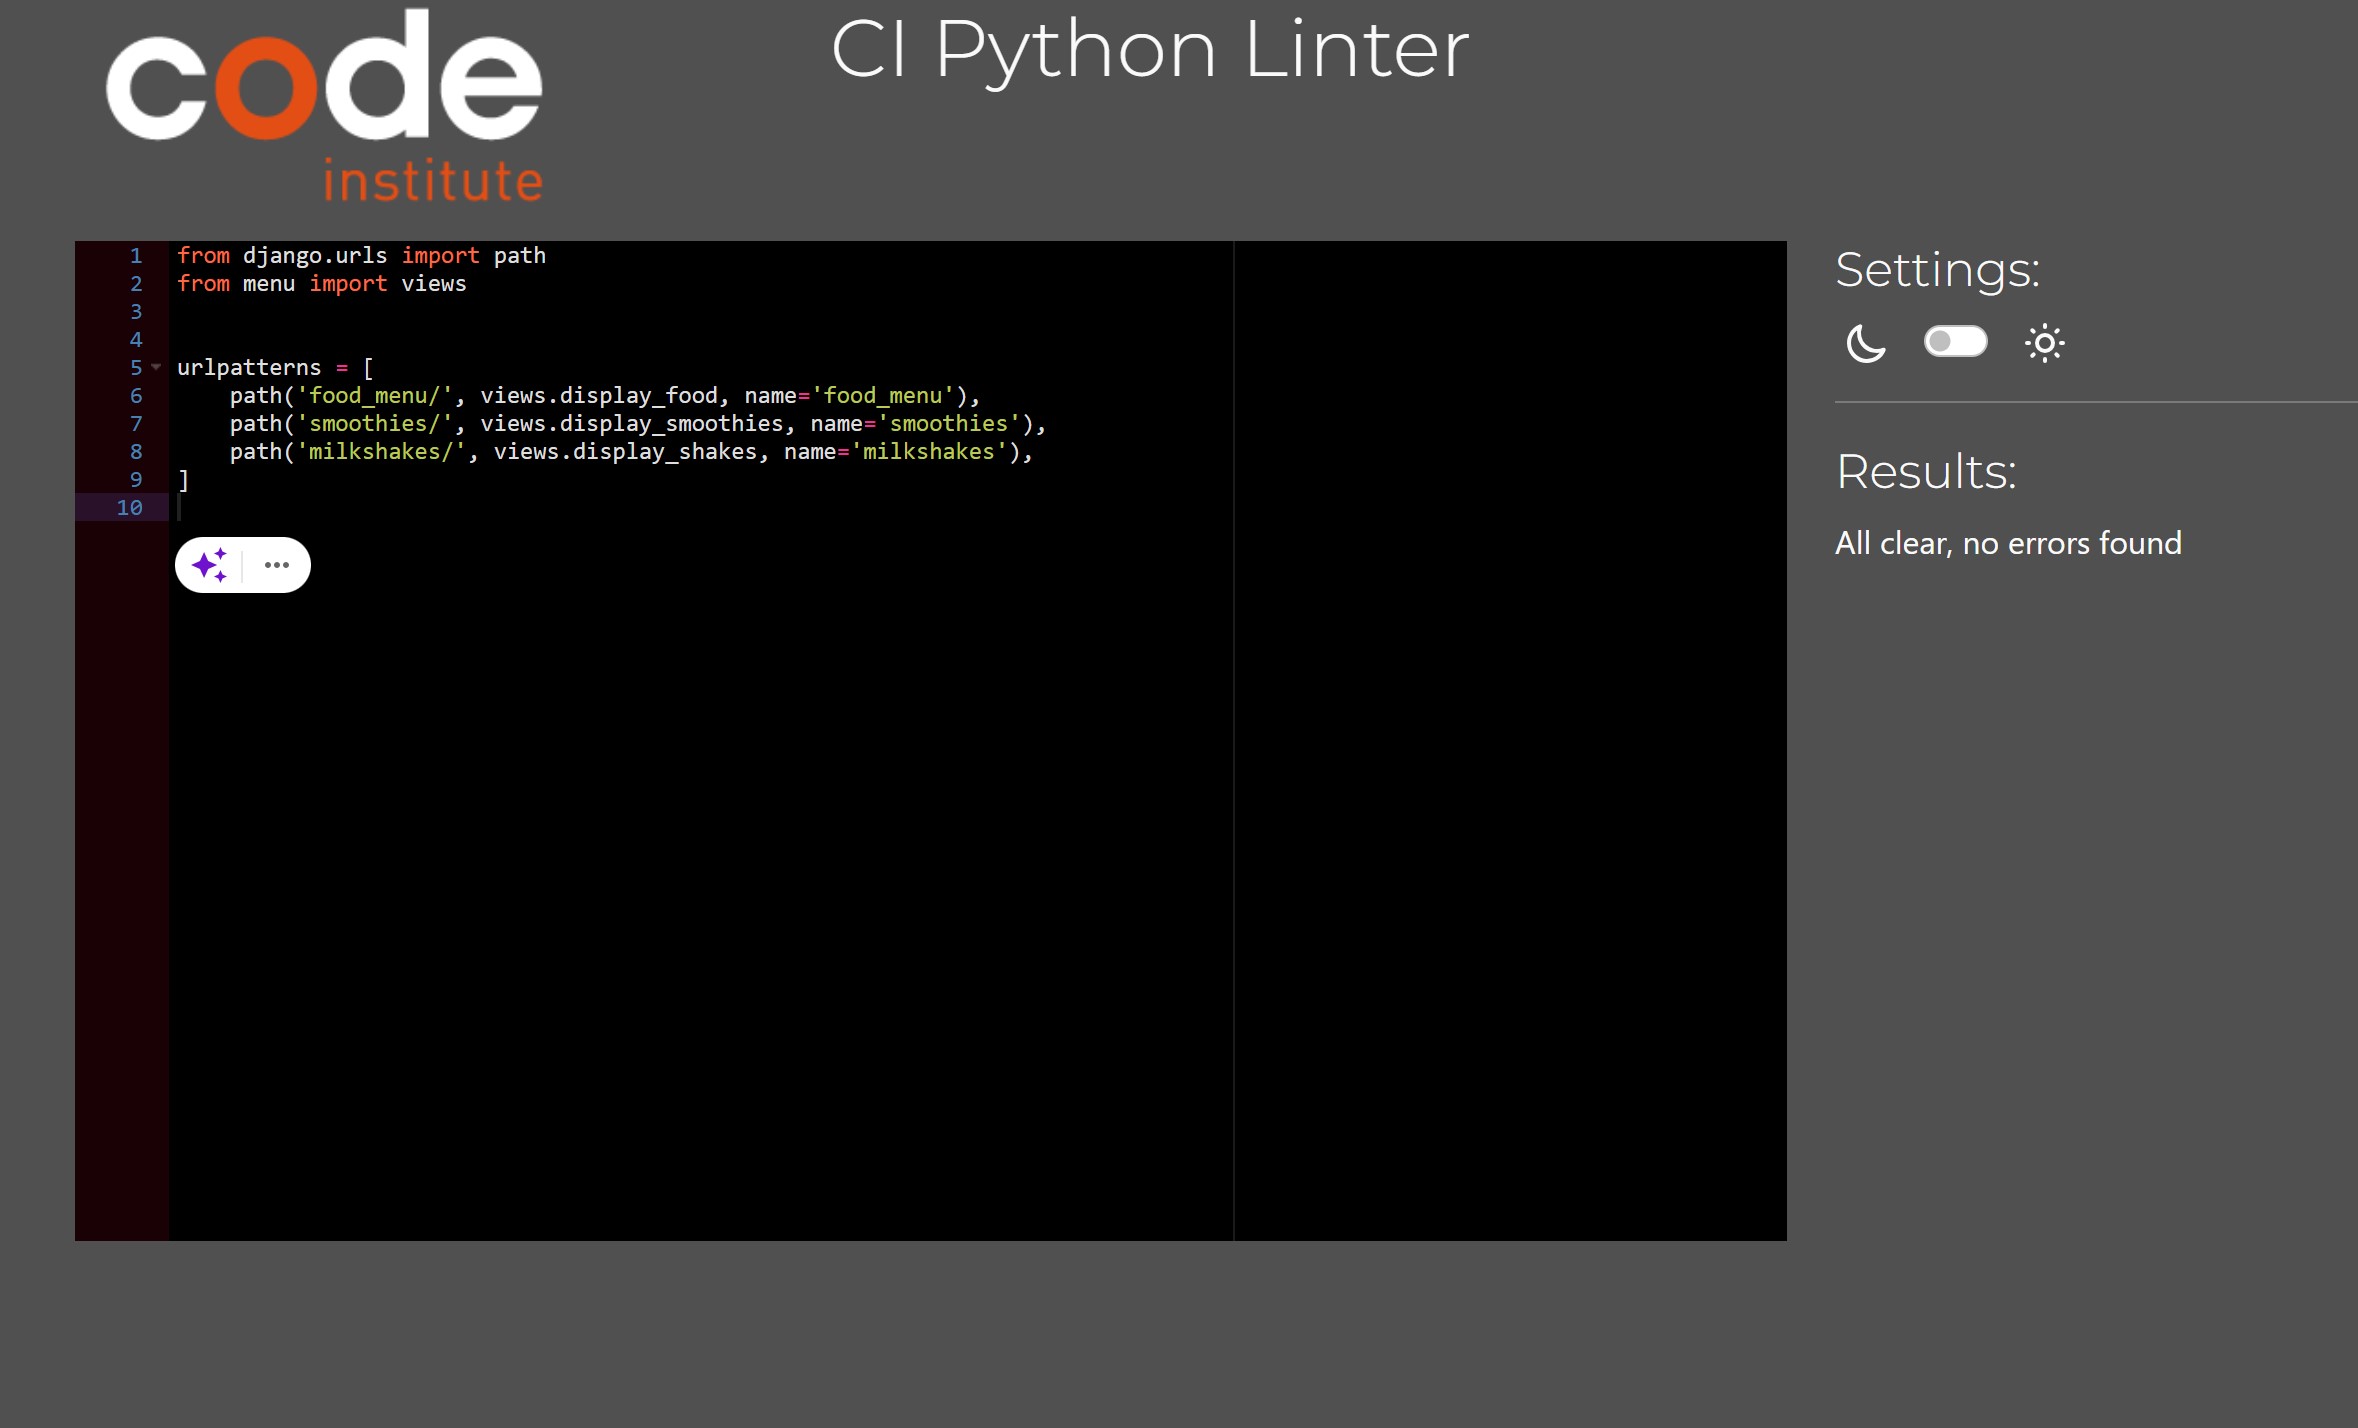 code
institute
CI Python Linter
1 from django.urls import path
2 from menu import views
3
4
5 urlpatterns = [
6     path('food_menu/', views.display_food, name='food_menu'),
7     path('smoothies/', views.display_smoothies, name='smoothies'),
8     path('milkshakes/', views.display_shakes, name='milkshakes'),
9 ]
10
Settings:
Results:
All clear, no errors found